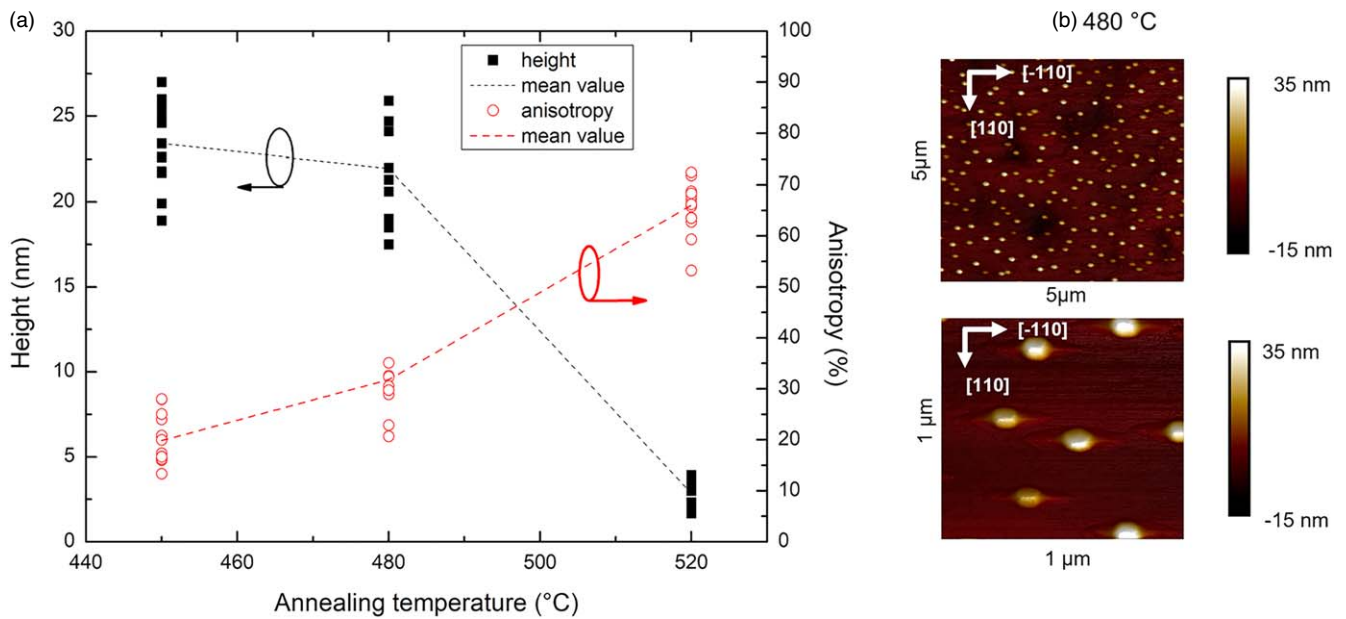 (a)
30
25
20
15
10
5
0
Height (nm)
440
460
480
500
520
Annealing temperature (°C)
100
90
80
70
60
50
40
30
20
10
0
Anisotropy (%)
height
mean value
anisotropy
mean value
(b) 480 °C
[-110]
[110]
5µm
5µm
35 nm
-15 nm
[-110]
[110]
1 µm
1 µm
35 nm
-15 nm